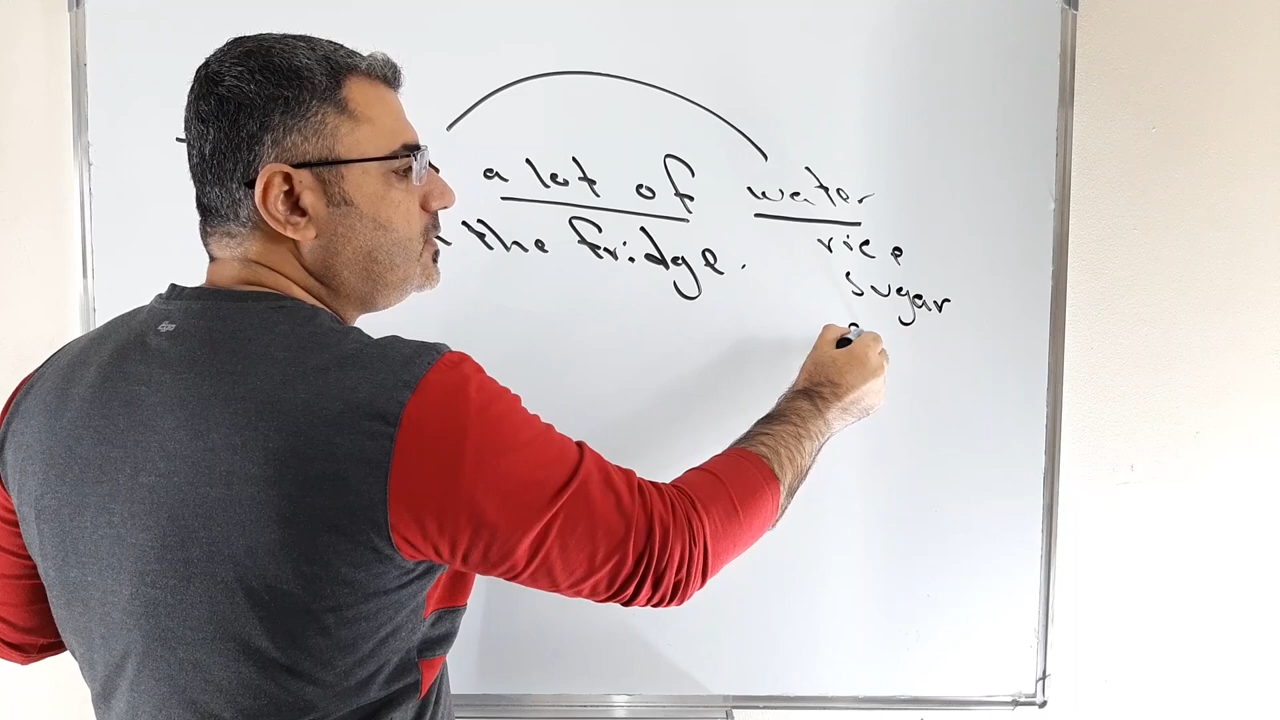 a lot of water
the fridge.
rice
sugar